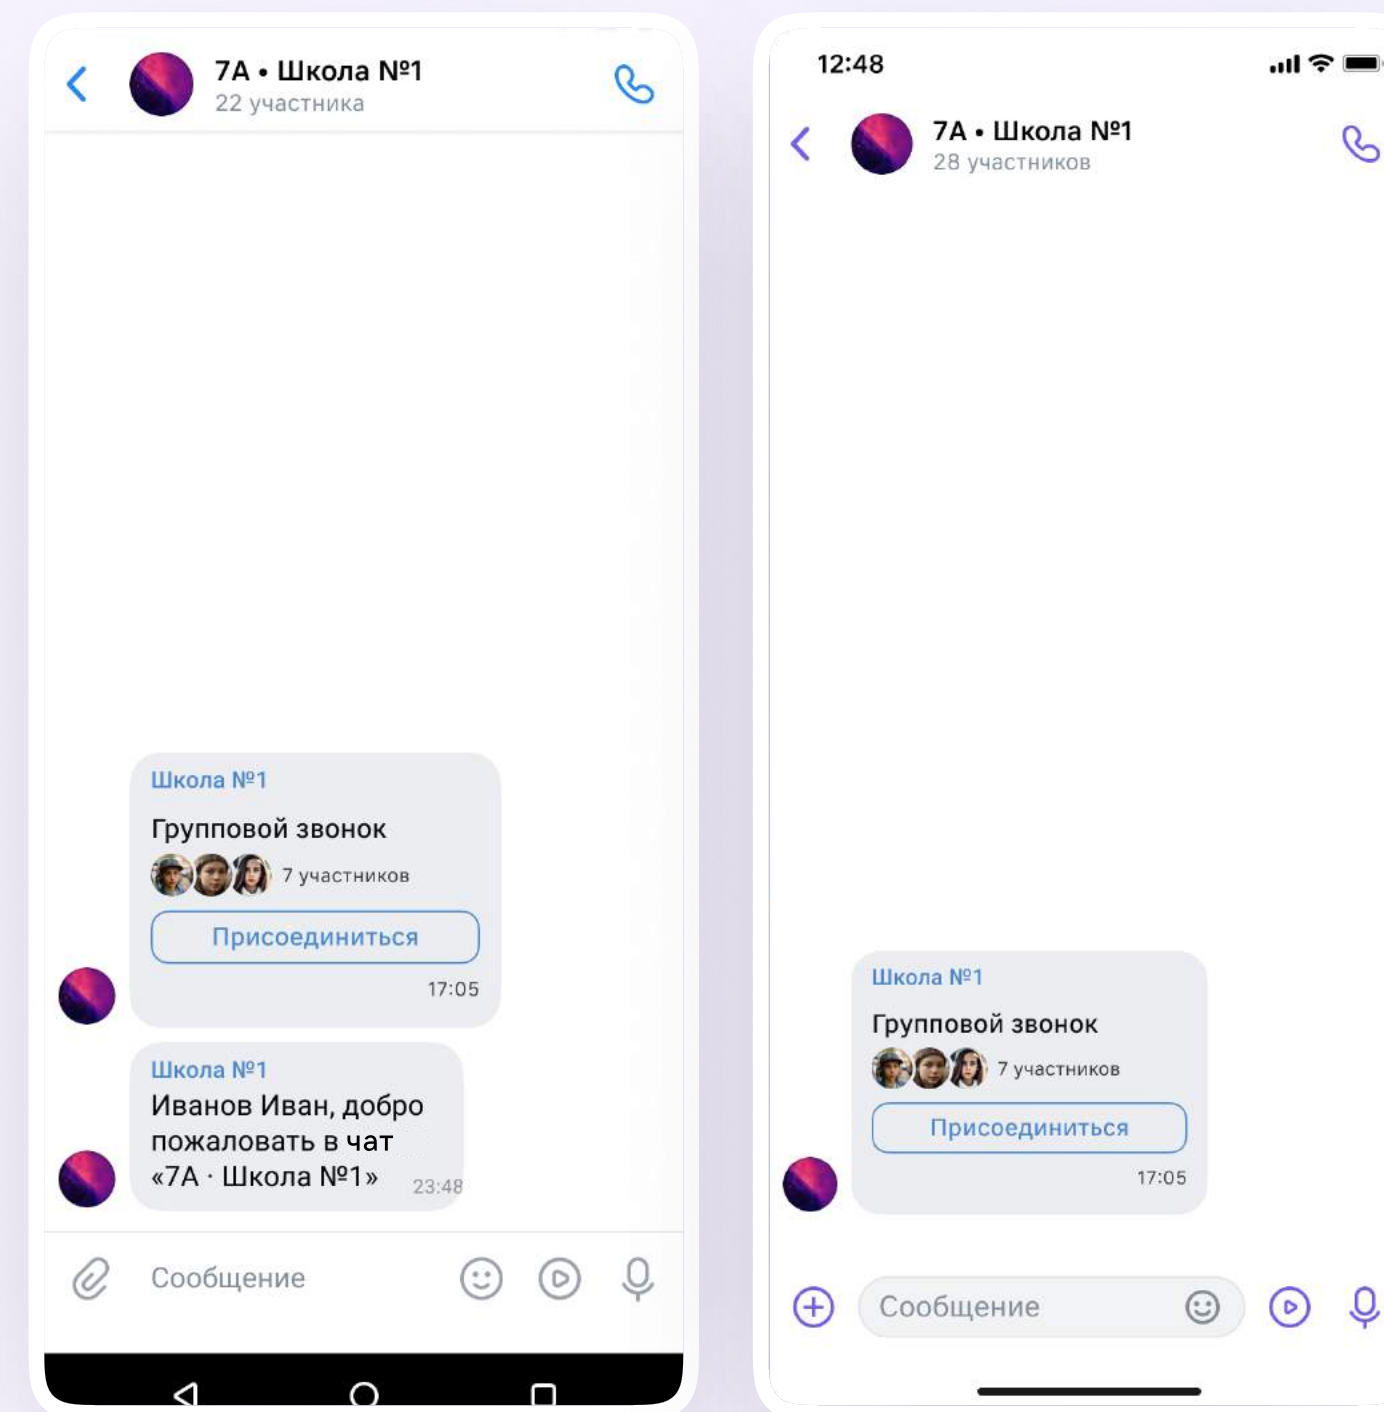 7А • Школа №1
22 участника
Школа №1
Групповой звонок
7 участников
Присоединиться
17:05
Школа №1
Иванов Иван, добро
пожаловать в чат
«7А · Школа №1»
23:48
Сообщение
12:48
7А • Школа №1
28 участников
Школа №1
Групповой звонок
7 участников
Присоединиться
17:05
Сообщение